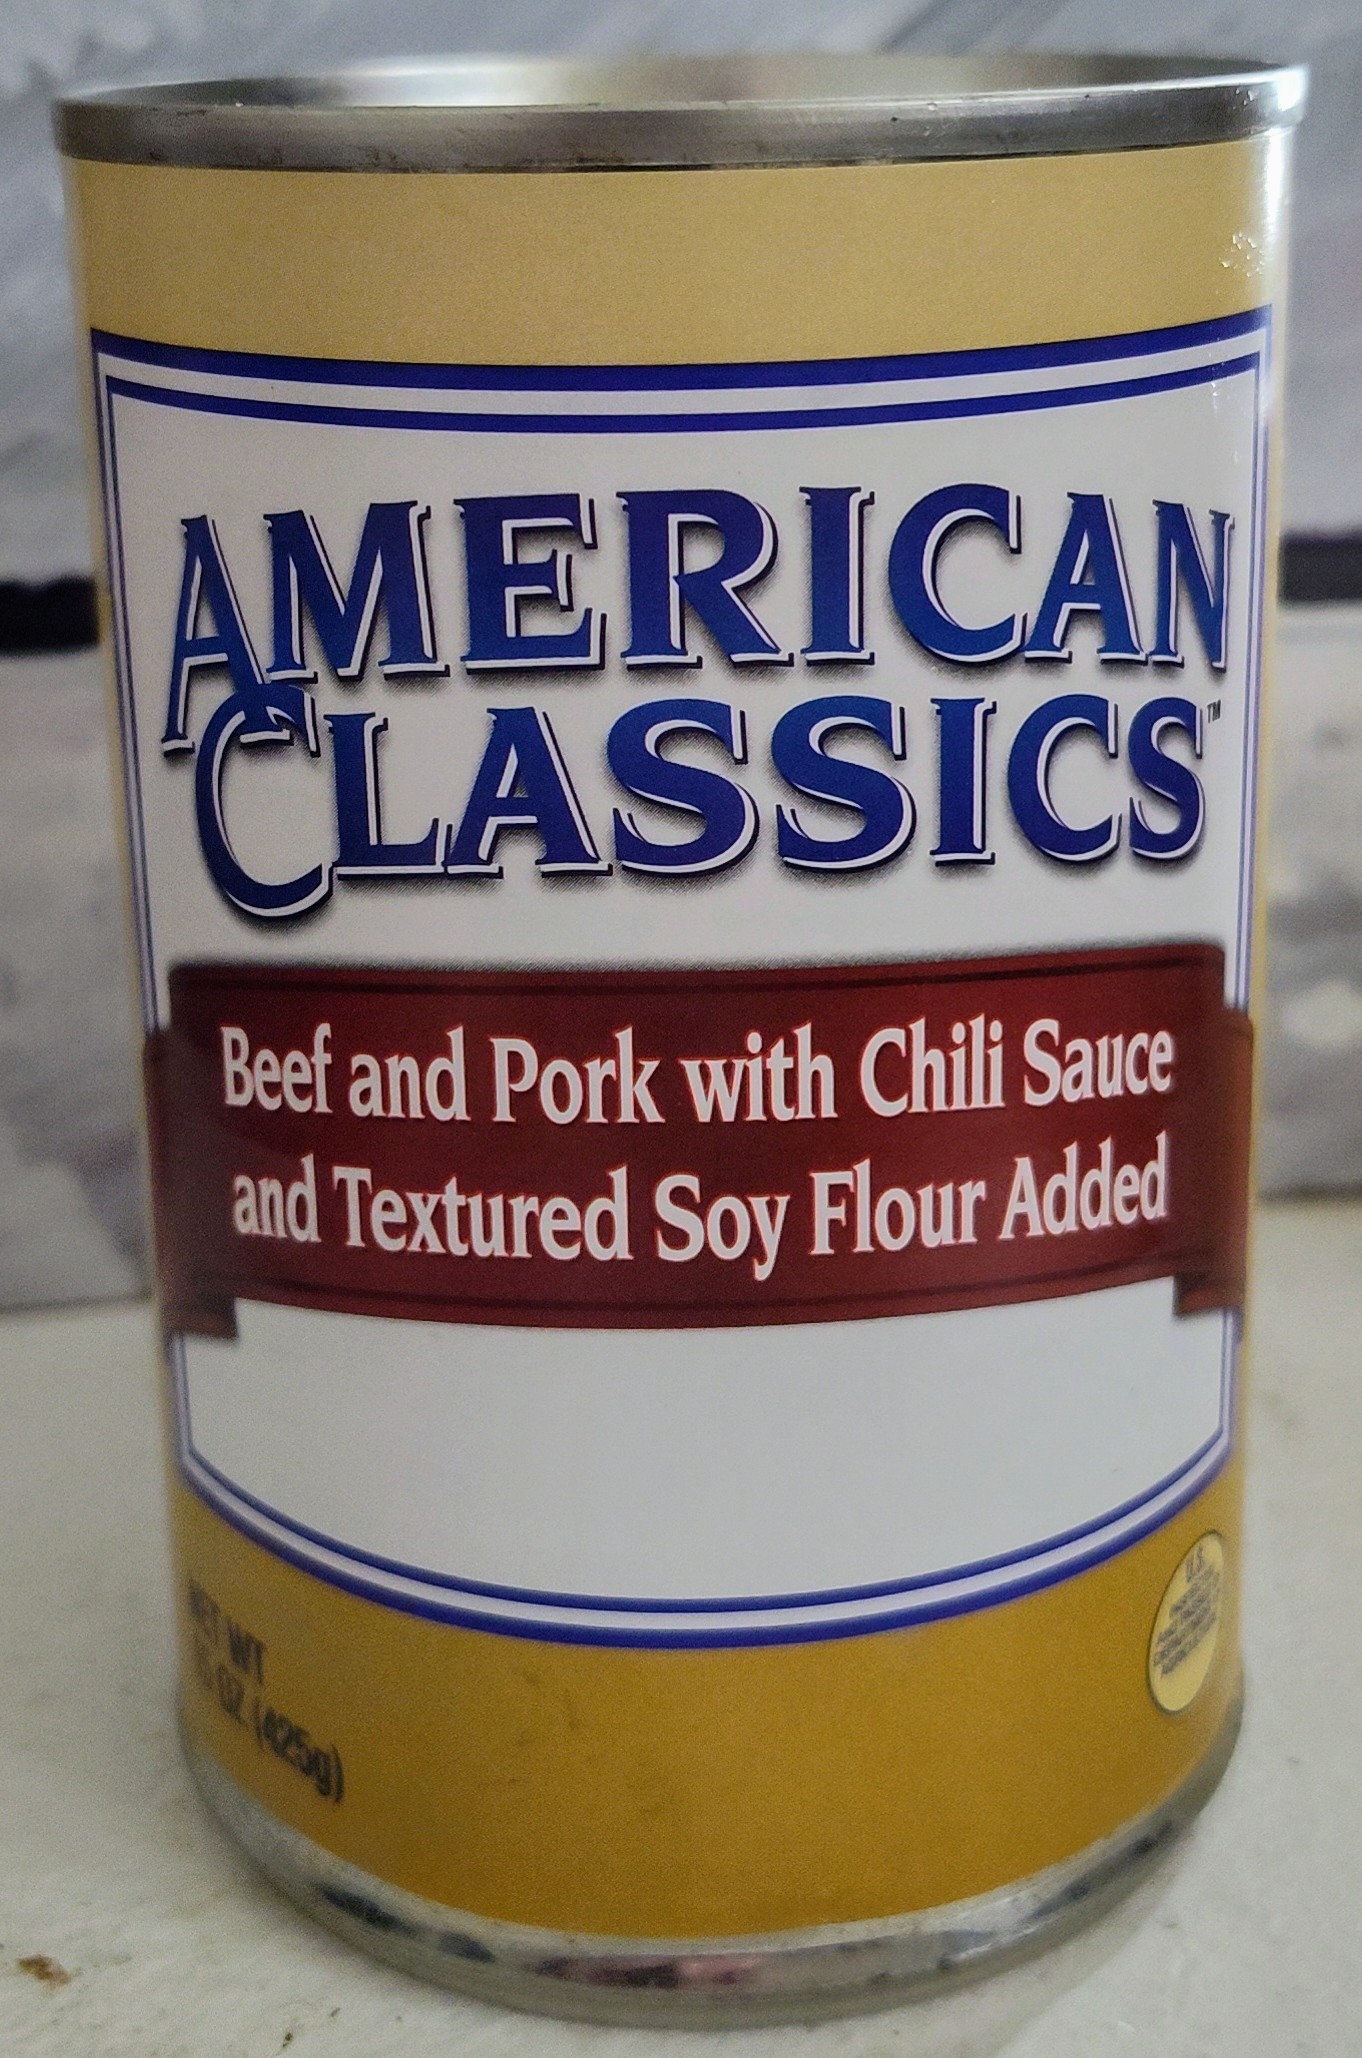 AMERICAN
CLASSICS™
Beef and Pork with Chili Sauce
and Textured Soy Flour Added
NET WT
OZ (425g)
U.S.